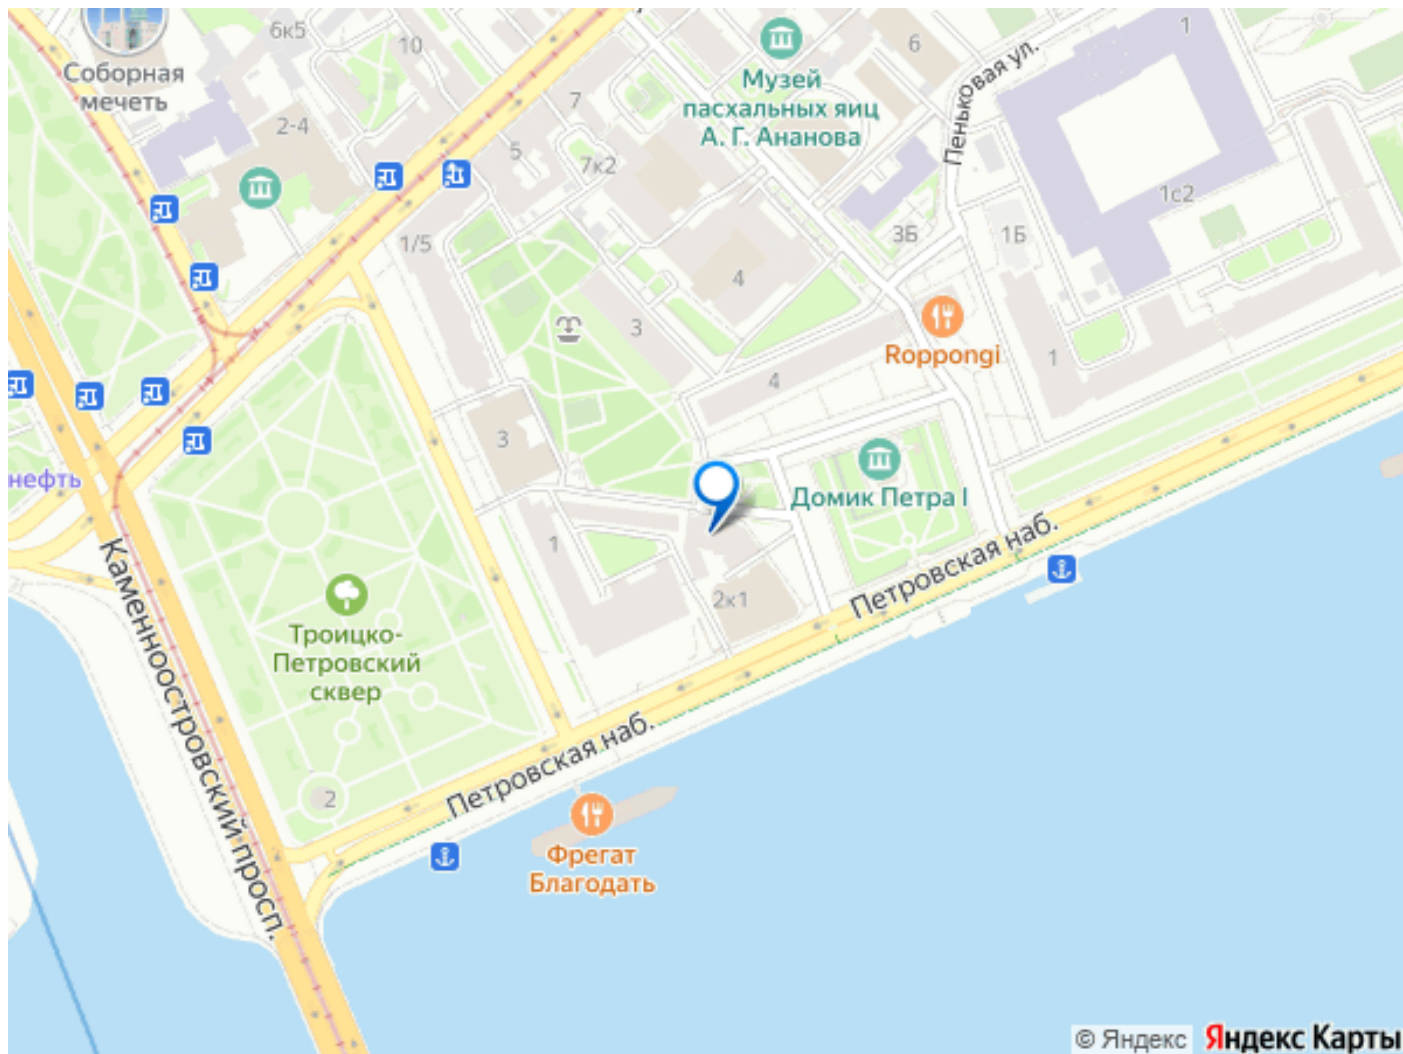 6к5
10
Соборная
мечеть
2-4
7
5
7к2
1/5
Музей
пасхальных яиц
А. Г. Ананова
6
Пеньковая ул.
1
1с2
3Б
1Б
4
3
Roppongi
1
4
3
нефть
Домик Петра I
1
2к1
Петровская наб.
Каменноостровский просп.
Троицко-
Петровский
сквер
2
Петровская наб.
Фрегат
Благодать
© Яндекс
Яндекс Карты